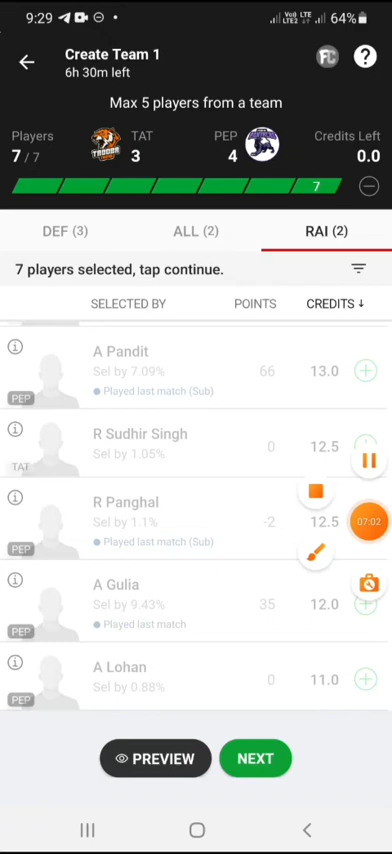 9:29
Vo)) LTE
LTE2
64%
Create Team 1
6h 30m left
FC ?
Max 5 players from a team
Players TAT PEP Credits Left
7 / 7 3 4 0.0
7
DEF (3) ALL (2) RAI (2)
7 players selected, tap continue.
SELECTED BY POINTS CREDITS ↓
A Pandit
Sel by 7.09% 66 13.0
Played last match (Sub)
PEP
R Sudhir Singh
Sel by 1.05% 0 12.5
TAT
R Panghal
Sel by 1.1% -2 12.5
Played last match (Sub)
PEP
07:02
A Gulia
Sel by 9.43% 35 12.0
Played last match
PEP
A Lohan
Sel by 0.88% 0 11.0
PEP
PREVIEW NEXT